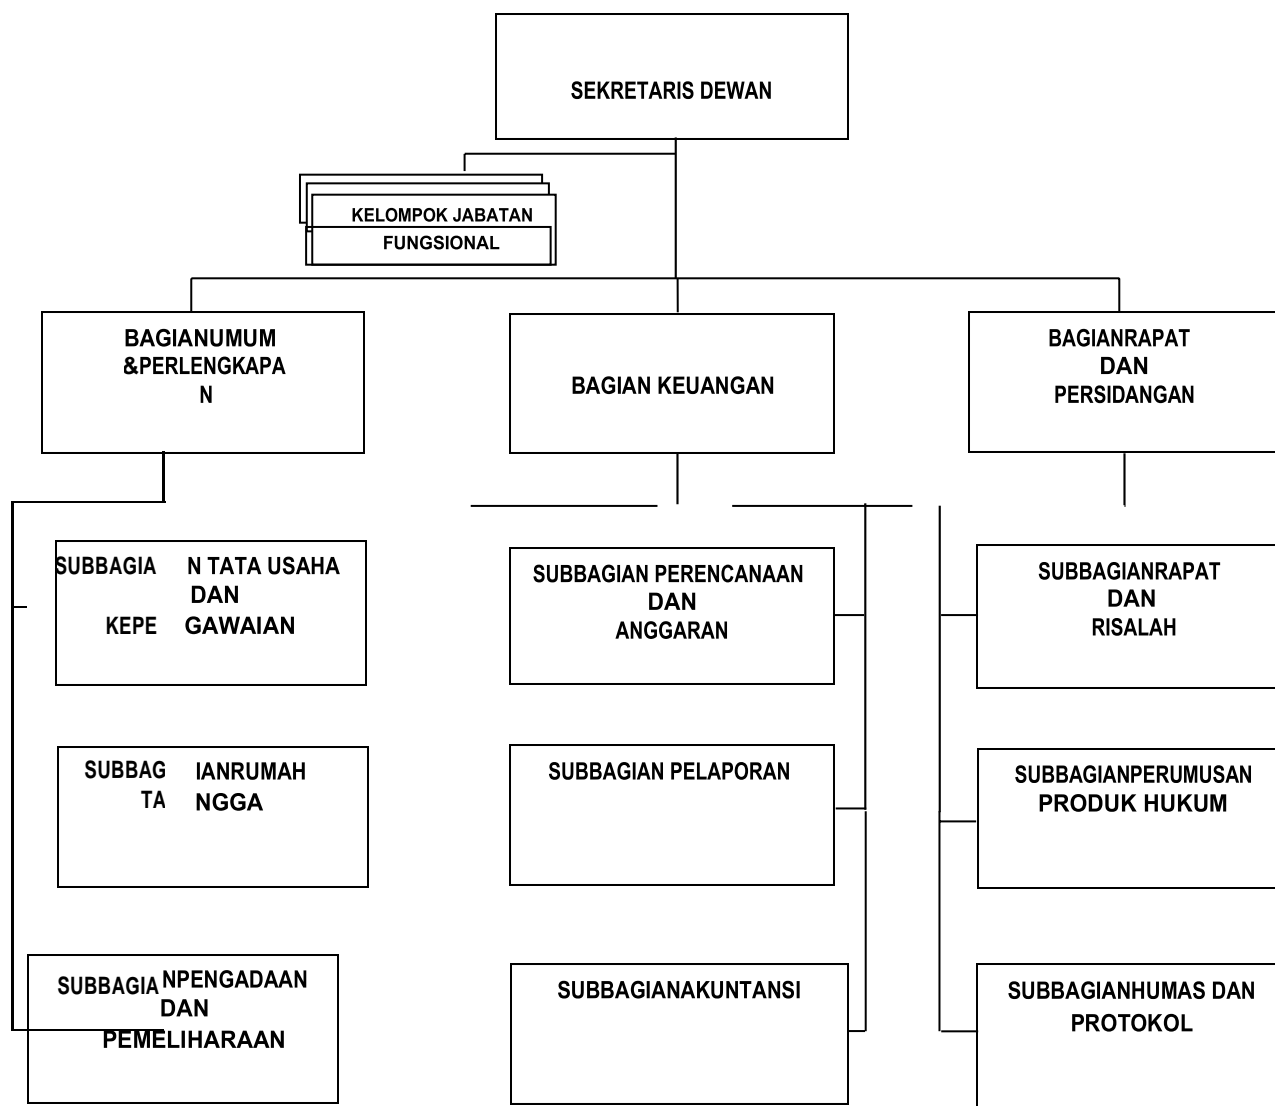 SEKRETARIS DEWAN
KELOMPOK JABATAN
FUNGSIONAL
BAGIANUMUM
&PERLENGKAPA
N
BAGIAN KEUANGAN
BAGIANRAPAT
DAN
PERSIDANGAN
SUBBAGIA N TATA USAHA
DAN
KEPE GAWAIAN
SUBBAGIAN PERENCANAAN
DAN
ANGGARAN
SUBBAGIANRAPAT
DAN
RISALAH
SUBBAG IANRUMAH
TA NGGA
SUBBAGIAN PELAPORAN
SUBBAGIANPERUMUSAN
PRODUK HUKUM
SUBBAGIA NPENGADAAN
DAN
PEMELIHARAAN
SUBBAGIANAKUNTANSI
SUBBAGIANHUMAS DAN
PROTOKOL